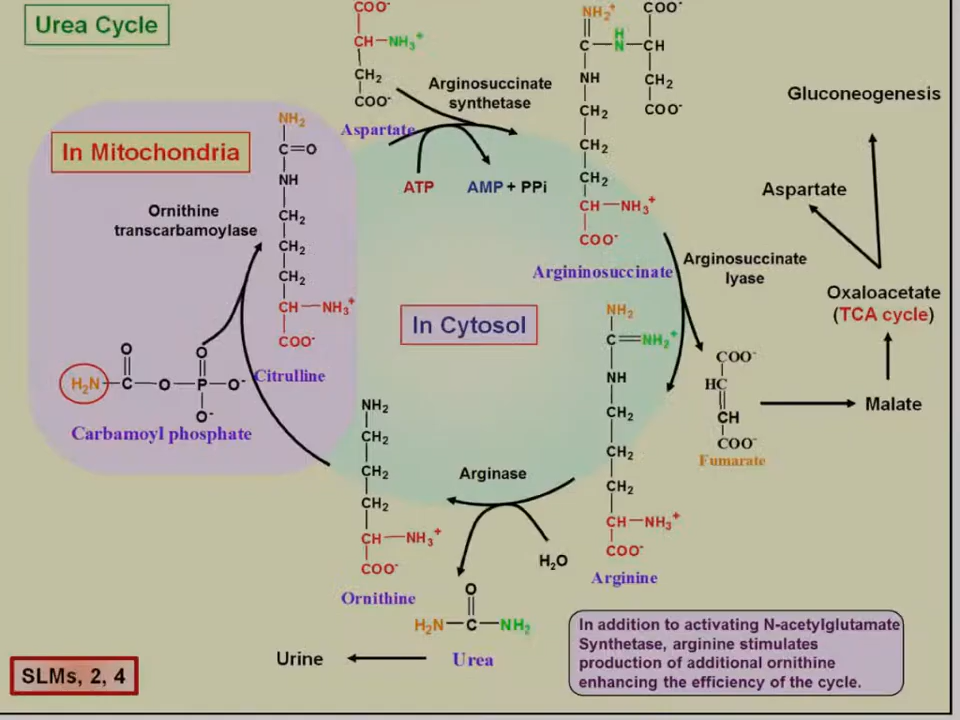 Urea Cycle
COO-
CH—NH3+
CH2
COO-
Aspartate
Arginosuccinate
synthetase
ATP
AMP + PPi
NH2+
C—N—CH
H
COO-
NH
CH2
CH2
COO-
CH2
CH2
CH—NH3+
COO-
Argininosuccinate
Gluconeogenesis
Aspartate
Arginosuccinate
lyase
Oxaloacetate
(TCA cycle)
Malate
COO-
HC
CH
COO-
Fumarate
In Mitochondria
NH2
C=O
NH
CH2
CH2
CH2
CH—NH3+
COO-
Citrulline
Ornithine
transcarbamoylase
O O
H2N—C—O—P—O-
O-
Carbamoyl phosphate
In Cytosol
NH2
C=NH2+
NH
CH2
CH2
CH2
CH—NH3+
COO-
Arginine
NH2
CH2
CH2
CH2
CH—NH3+
COO-
Ornithine
Arginase
H2O
O
H2N—C—NH2
Urea
Urine
In addition to activating N-acetylglutamate
Synthetase, arginine stimulates
production of additional ornithine
enhancing the efficiency of the cycle.
SLMs, 2, 4